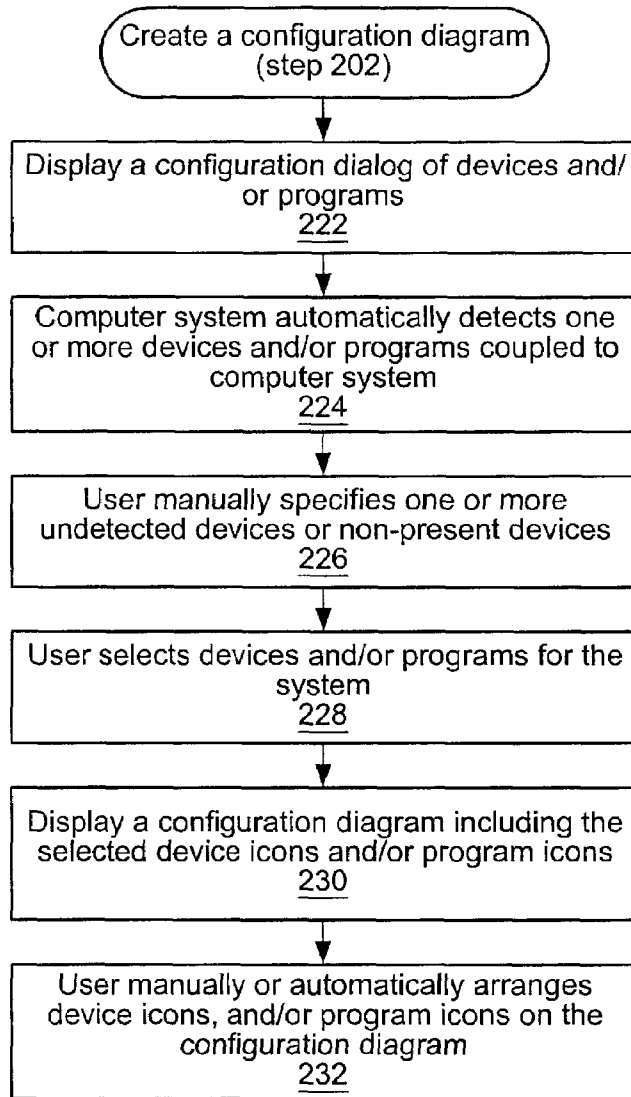 Create a configuration diagram
(step 202)
Display a configuration dialog of devices and/
or programs
222
Computer system automatically detects one
or more devices and/or programs coupled to
computer system
224
User manually specifies one or more
undetected devices or non-present devices
226
User selects devices and/or programs for the
system
228
Display a configuration diagram including the
selected device icons and/or program icons
230
User manually or automatically arranges
device icons, and/or program icons on the
configuration diagram
232